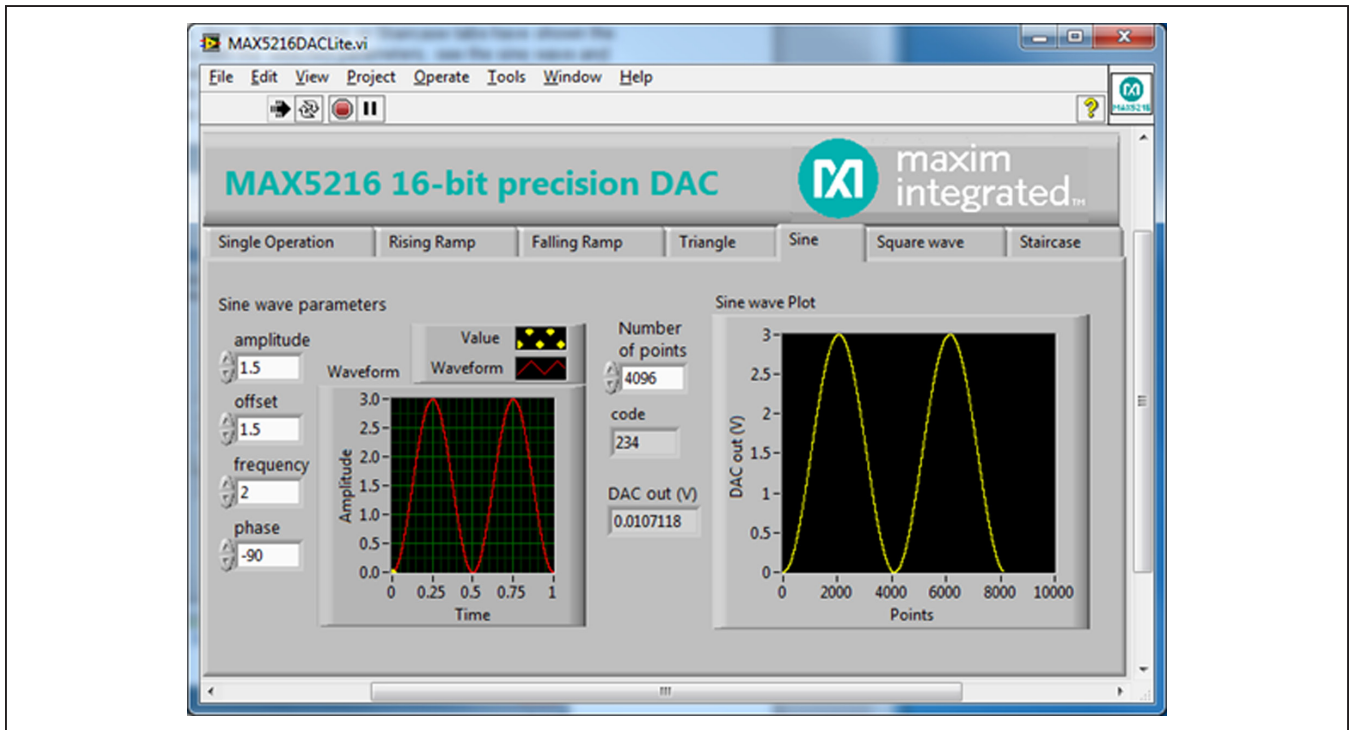 MAX5216DACLite.vi
File Edit View Project Operate Tools Window Help
MAX5216
MAX5216 16-bit precision DAC
maxim
integrated™
Single Operation Rising Ramp Falling Ramp Triangle Sine Square wave Staircase
Sine wave parameters
amplitude
1.5
offset
1.5
frequency
2
phase
-90
Value
Waveform
Waveform
3.0
2.5
2.0
1.5
1.0
0.5
0.0
Amplitude
0 0.25 0.5 0.75 1
Time
Number
of points
4096
code
234
DAC out (V)
0.0107118
Sine wave Plot
3
2.5
2
1.5
1
0.5
0
DAC out (V)
0 2000 4000 6000 8000 10000
Points